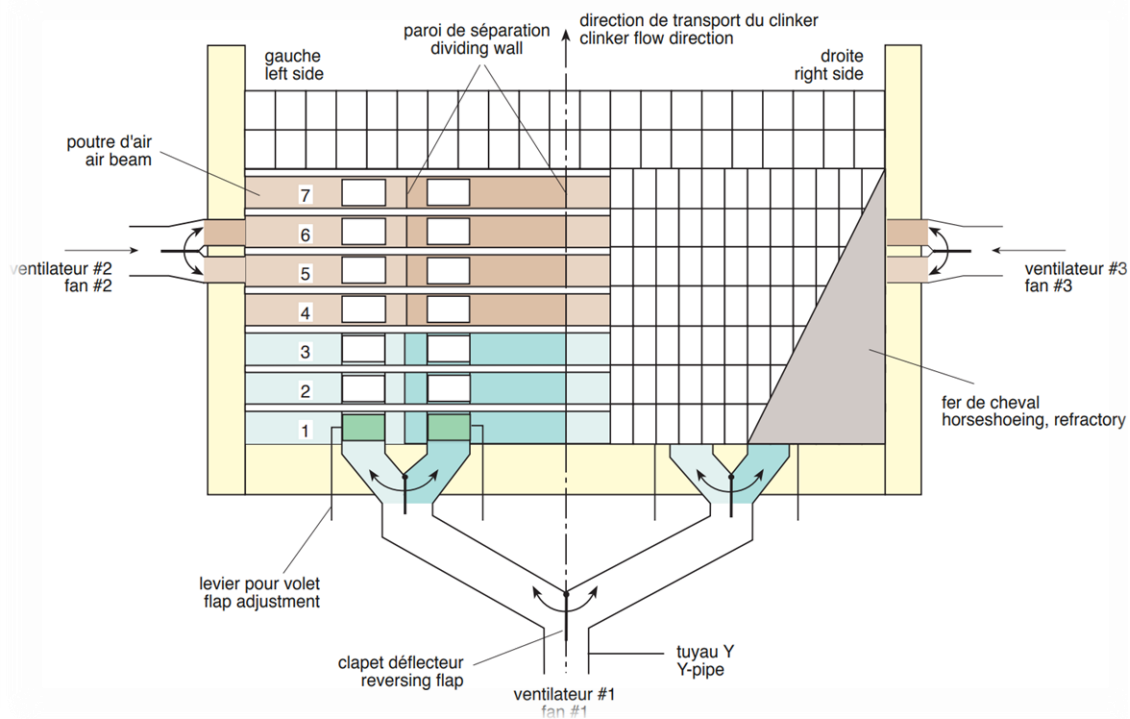 paroi de séparation
dividing wall
direction de transport du clinker
clinker flow direction
gauche
left side
droite
right side
poutre d'air
air beam
7
6
5
4
3
2
1
ventilateur #2
fan #2
ventilateur #3
fan #3
fer de cheval
horseshoeing, refractory
levier pour volet
flap adjustment
clapet déflecteur
reversing flap
tuyau Y
Y-pipe
ventilateur #1
fan #1